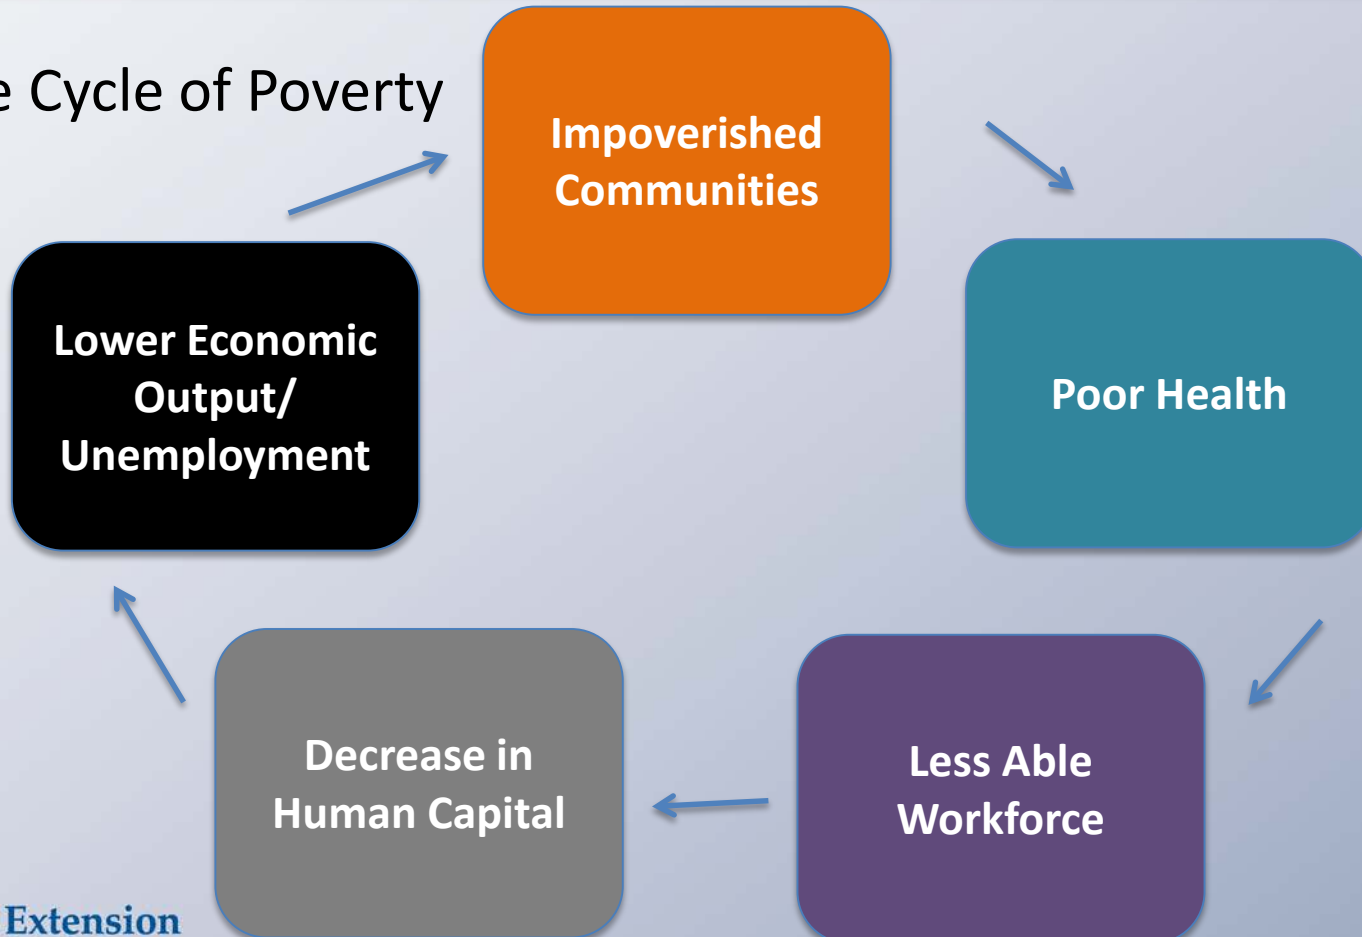 e Cycle of Poverty
Impoverished
Communities
Poor Health
Less Able
Workforce
Decrease in
Human Capital
Lower Economic
Output/
Unemployment
Extension